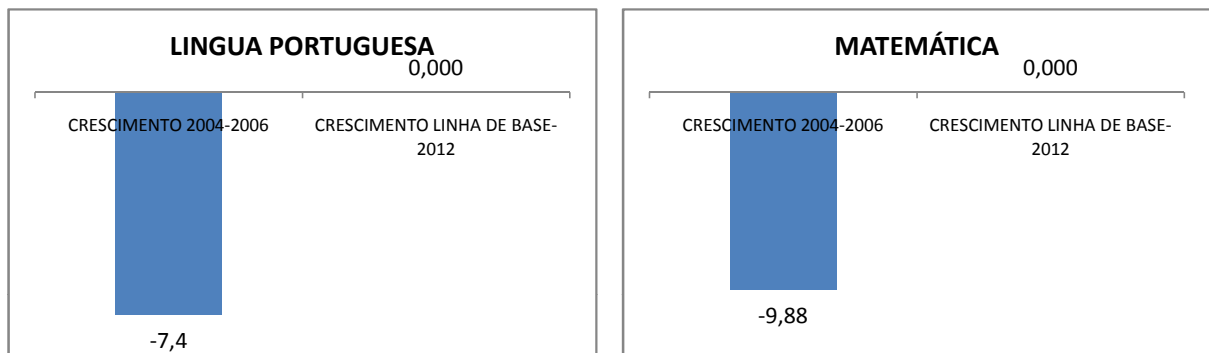 LINGUA PORTUGUESA
0,000
CRESCIMENTO 2004-2006
CRESCIMENTO LINHA DE BASE-
2012
-7,4
MATEMÁTICA
0,000
CRESCIMENTO 2004-2006
CRESCIMENTO LINHA DE BASE-
2012
-9,88